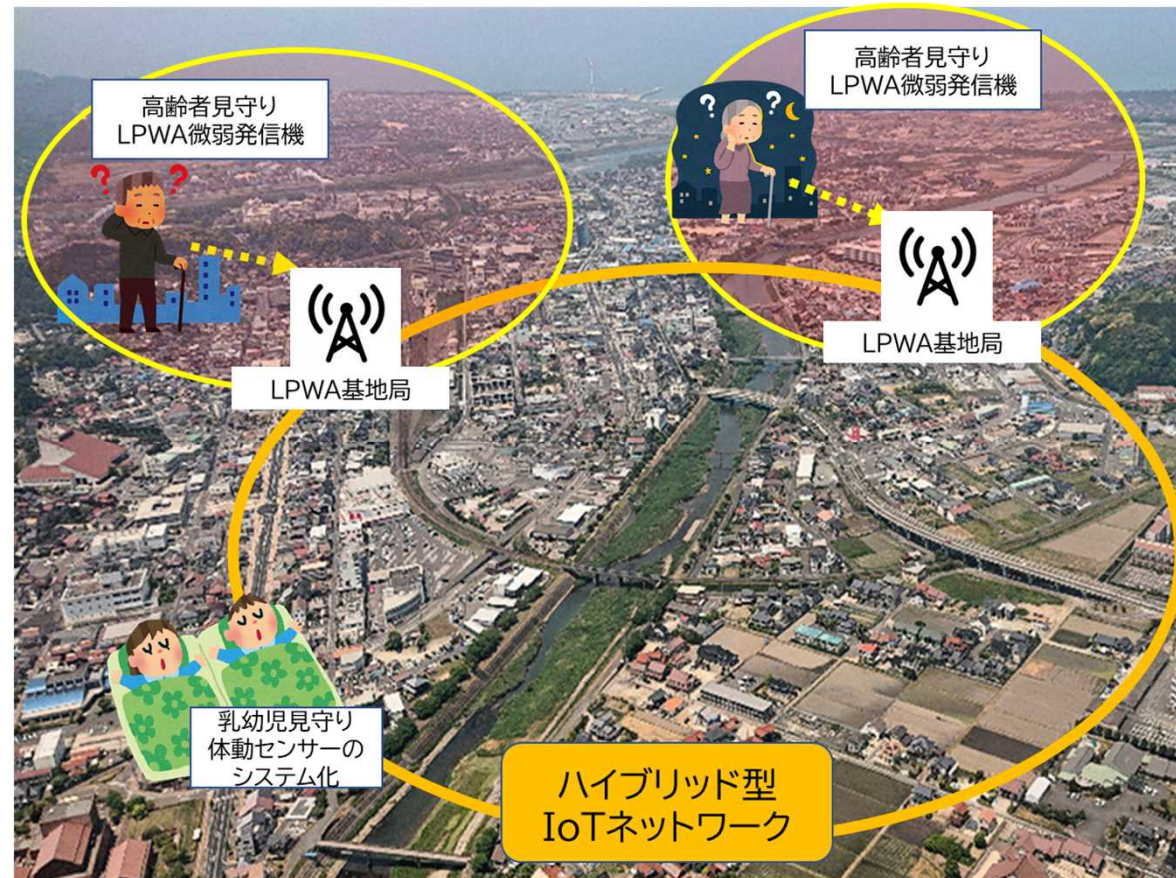 高齢者見守り
LPWA微弱発信機
高齢者見守り
LPWA微弱発信機
? ?
? ?
LPWA基地局
LPWA基地局
乳幼児見守り
体動センサーの
システム化
ハイブリッド型
IoTネットワーク